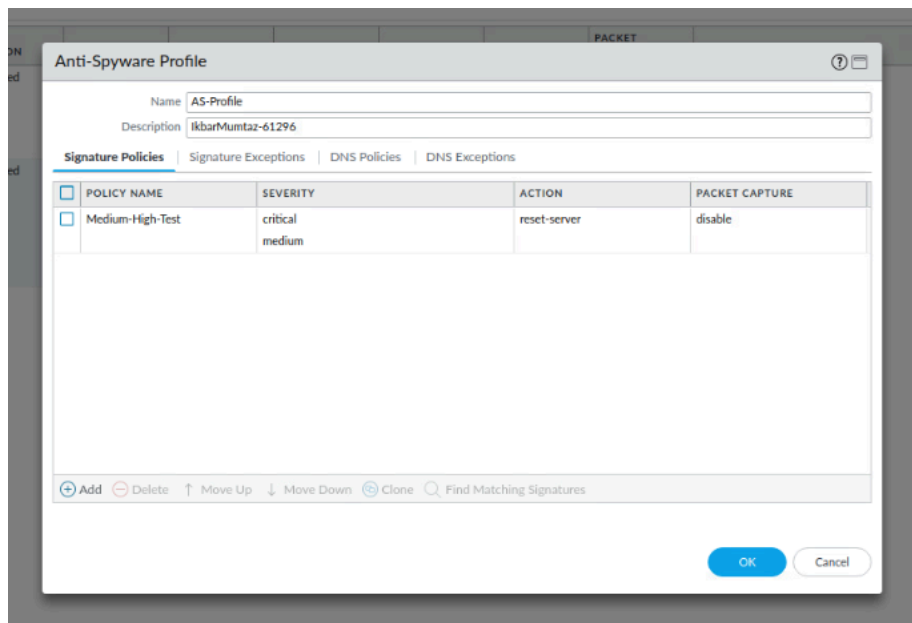 PACKET
ON
ed
ed
Anti-Spyware Profile
Name AS-Profile
Description IkbarMumtaz-61296
Signature Policies | Signature Exceptions | DNS Policies | DNS Exceptions
POLICY NAME SEVERITY ACTION PACKET CAPTURE
Medium-High-Test critical reset-server disable
medium
Add Delete Move Up Move Down Clone Find Matching Signatures
OK Cancel